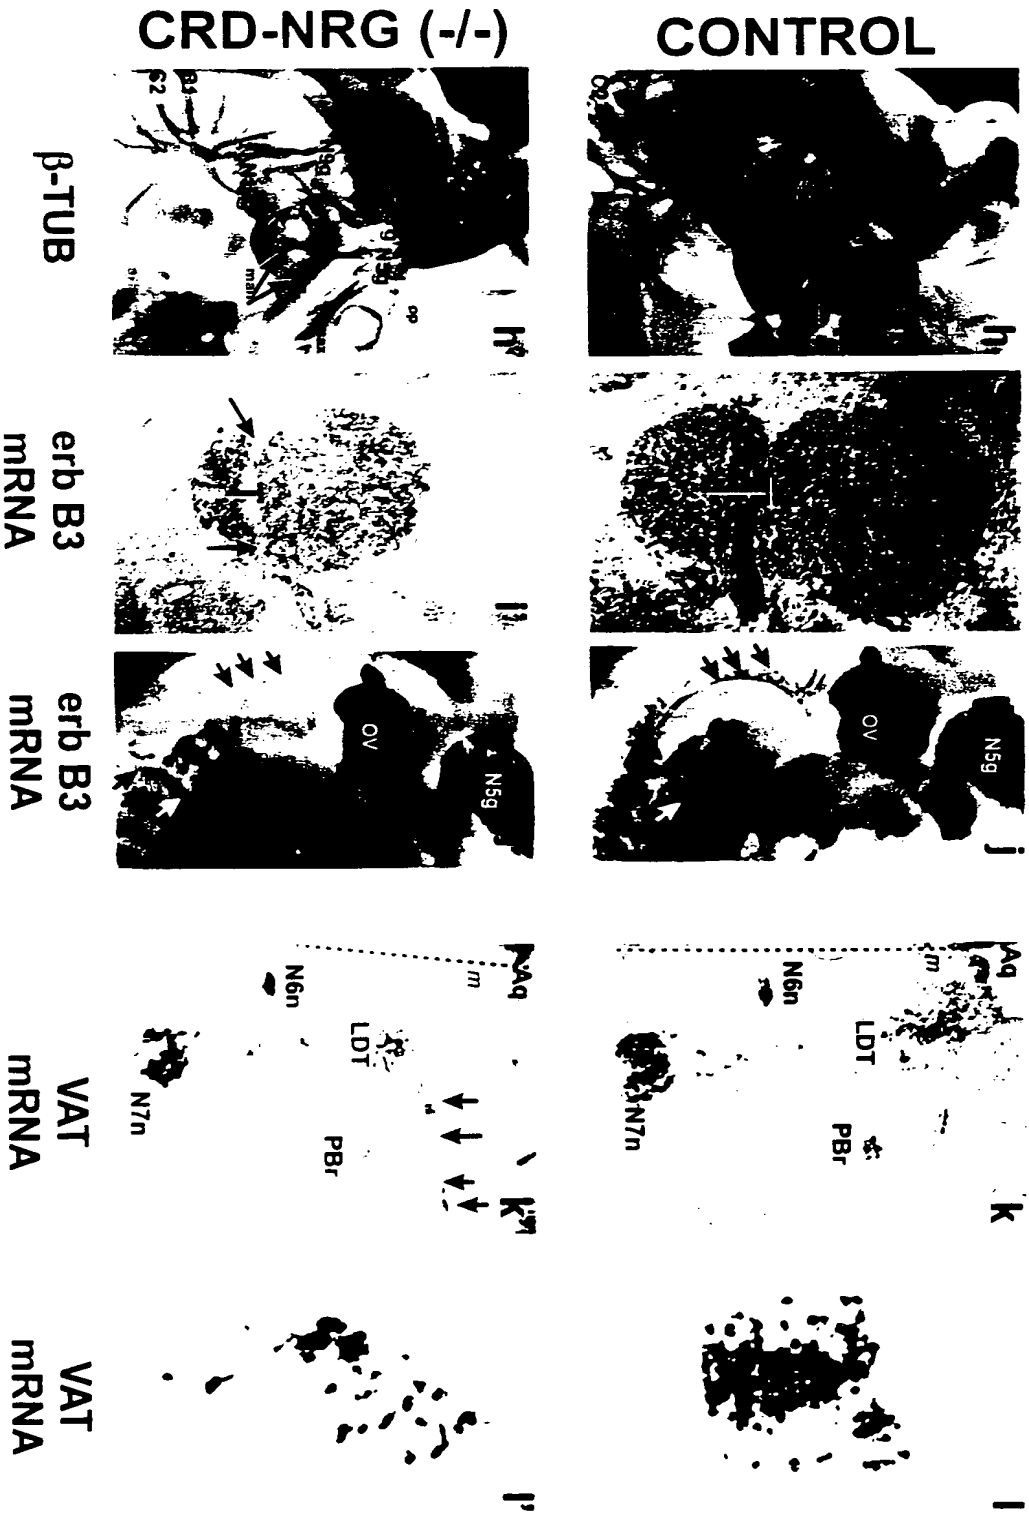 CRD-NRG (-/-)
CONTROL
β-TUB
h
op
erb B3
mRNA
i
erb B3
mRNA
OV
N5g
OV
N5g
j
VAT
mRNA
Aq
m
N6n
LDT
N7n
PBr
k'
Aq
m
N6n
LDT
N7n
PBr
k
VAT
mRNA
l'
l